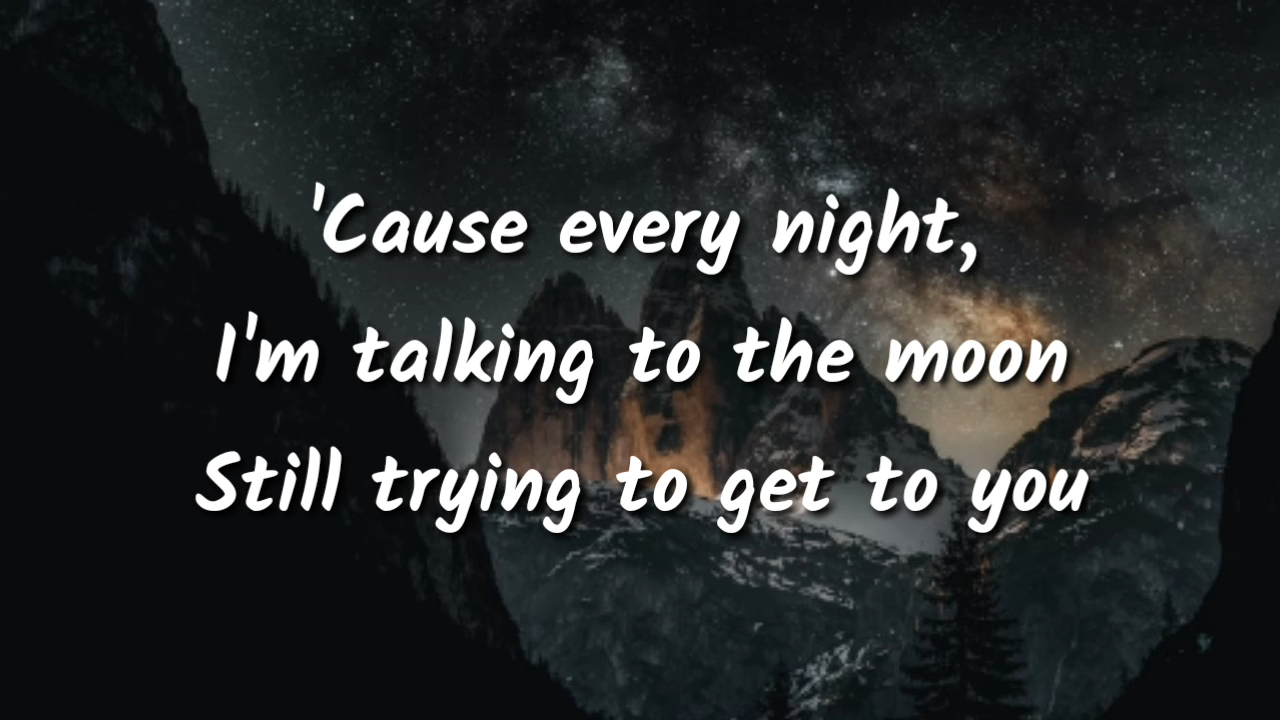 'Cause every night,
I'm talking to the moon
Still trying to get to you